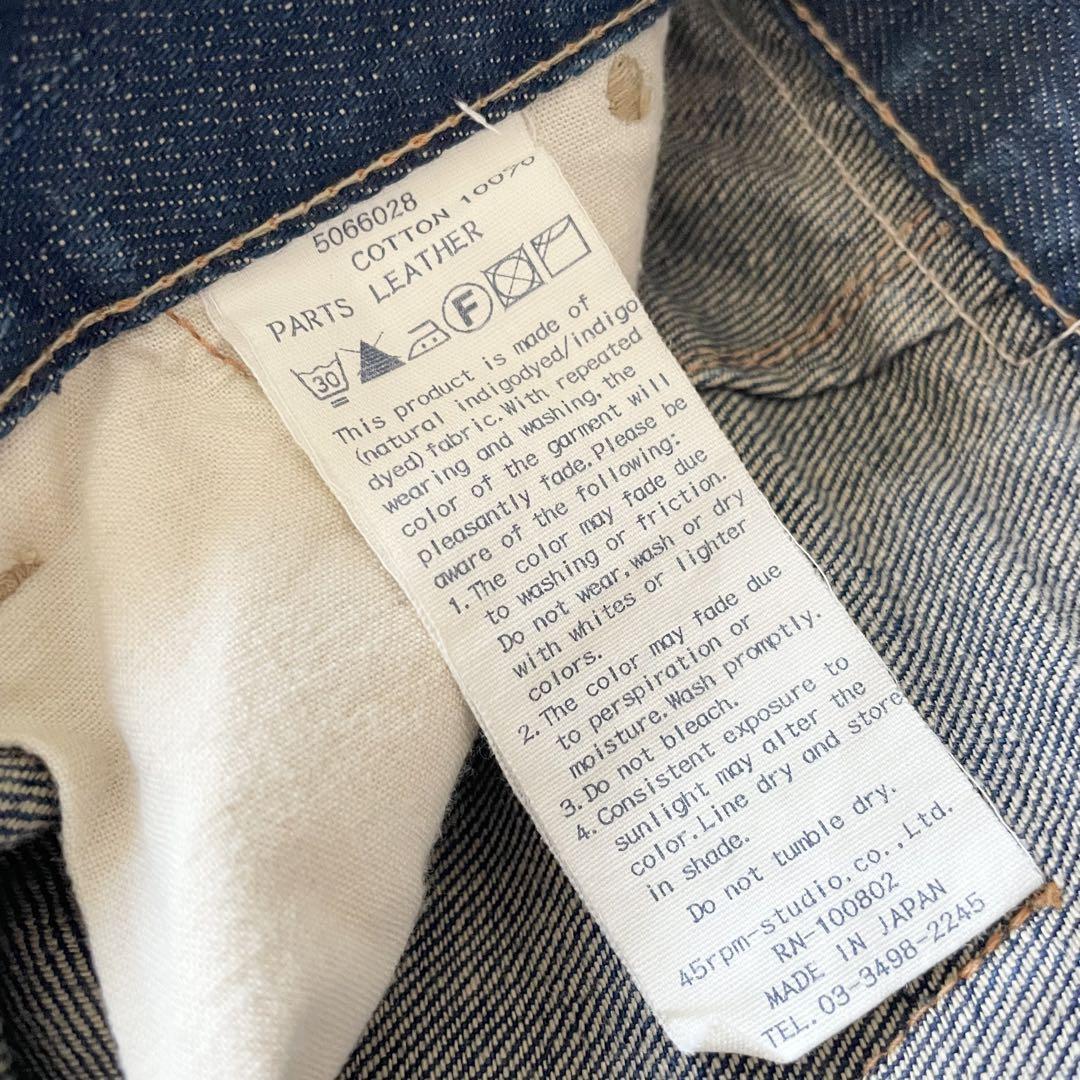 5066028
COTTON 100%
PARTS LEATHER
30 F
This product is made of
(natural indigodyed/indigo
dyed) fabric.With repeated
wearing and washing, the
color of the garment will
pleasantly fade.Please be
aware of the following:
1.The color may fade due
to washing or friction.
Do not wear,wash or dry
with whites or lighter
colors.
2.The color may fade due
to perspiration or
moisture.Wash promptly.
3.Do not bleach.
4.Consistent exposure to
sunlight may alter the
color.Line dry and store
in shade.
Do not tumble dry.
45rpm-studio.co.,Ltd.
RN-100802
MADE IN JAPAN
TEL.03-3498-2245